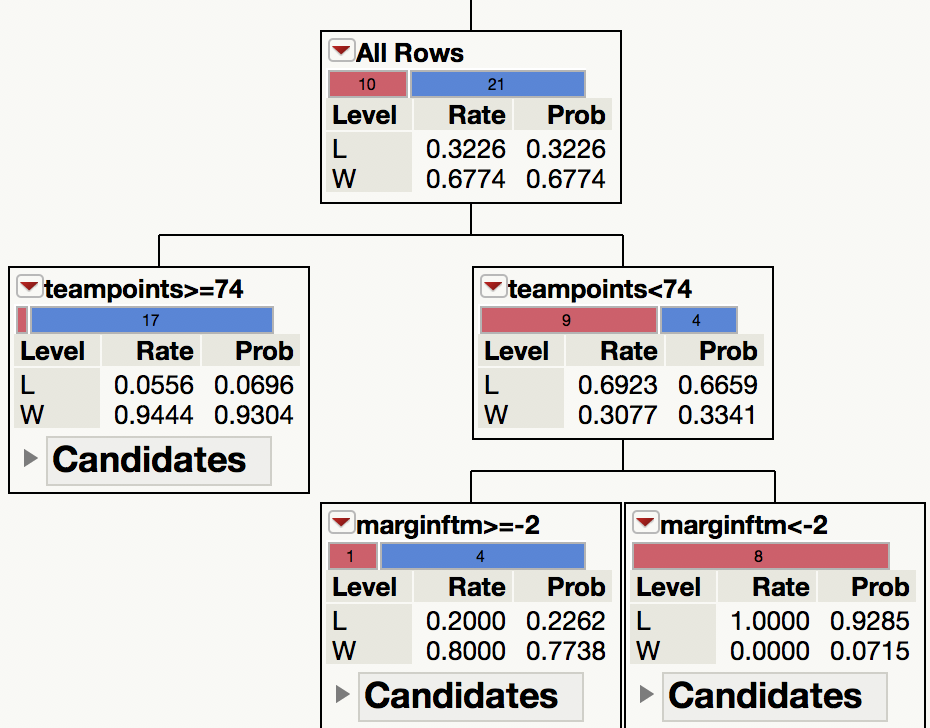 All Rows
10 21
Level Rate Prob
L 0.3226 0.3226
W 0.6774 0.6774
teampoints>=74
17
Level Rate Prob
L 0.0556 0.0696
W 0.9444 0.9304
Candidates
teampoints<74
9 4
Level Rate Prob
L 0.6923 0.6659
W 0.3077 0.3341
marginftm>=-2
1 4
Level Rate Prob
L 0.2000 0.2262
W 0.8000 0.7738
Candidates
marginftm<-2
8
Level Rate Prob
L 1.0000 0.9285
W 0.0000 0.0715
Candidates